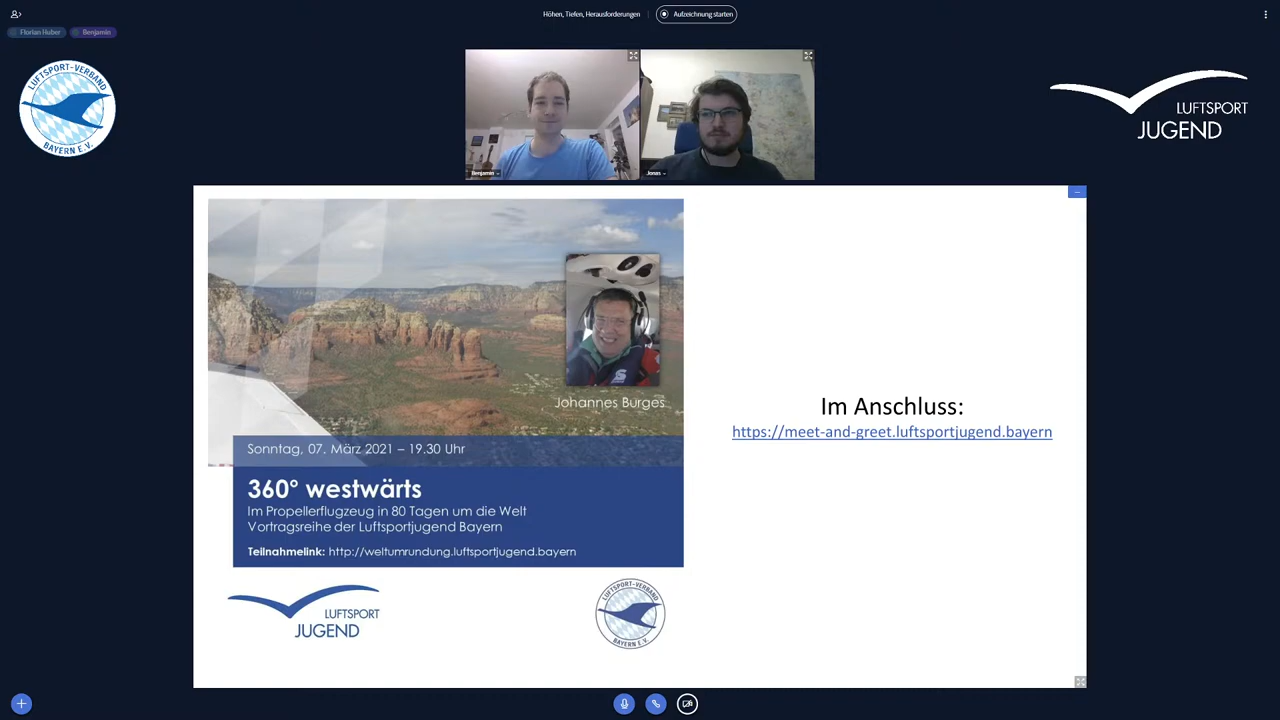 Höhen, Tiefen, Herausforderungen
Aufzeichnung starten
Florian Huber
Benjamin
LUFTSPORT-VERBAND
BAYERN E.V.
LUFTSPORT
JUGEND
Benjamin
Jonas
Johannes Burges
Sonntag, 07. März 2021 – 19.30 Uhr
360° westwärts
Im Propellerflugzeug in 80 Tagen um die Welt
Vortragsreihe der Luftsportjugend Bayern
Teilnahmelink: http://weltumrundung.luftsportjugend.bayern
Im Anschluss:
https://meet-and-greet.luftsportjugend.bayern
LUFTSPORT
JUGEND
LUFTSPORT-VERBAND
BAYERN E.V.